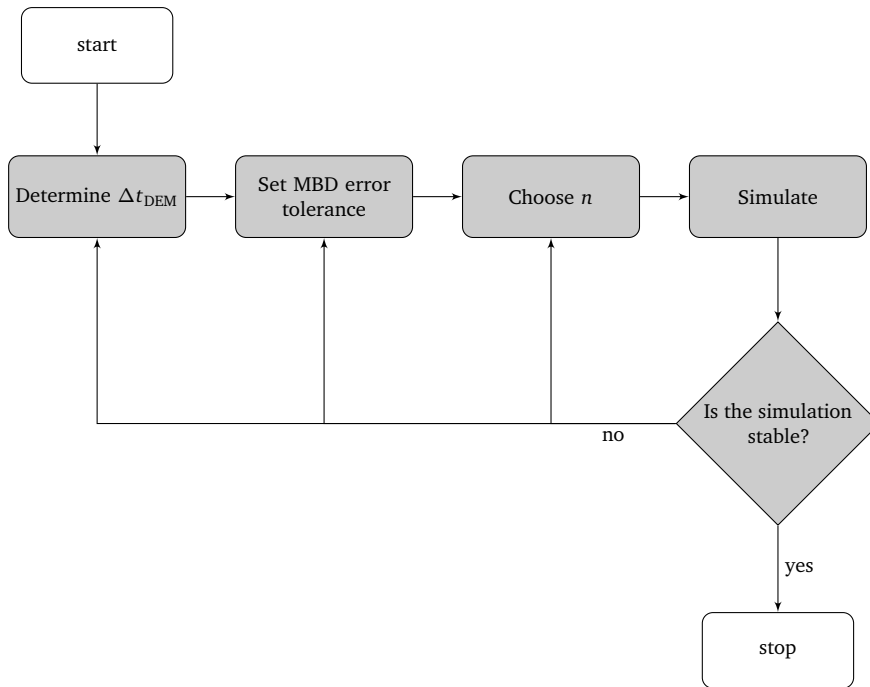 start
Determine Δt_DEM
Set MBD error
tolerance
Choose n
Simulate
Is the simulation
stable?
no
yes
stop